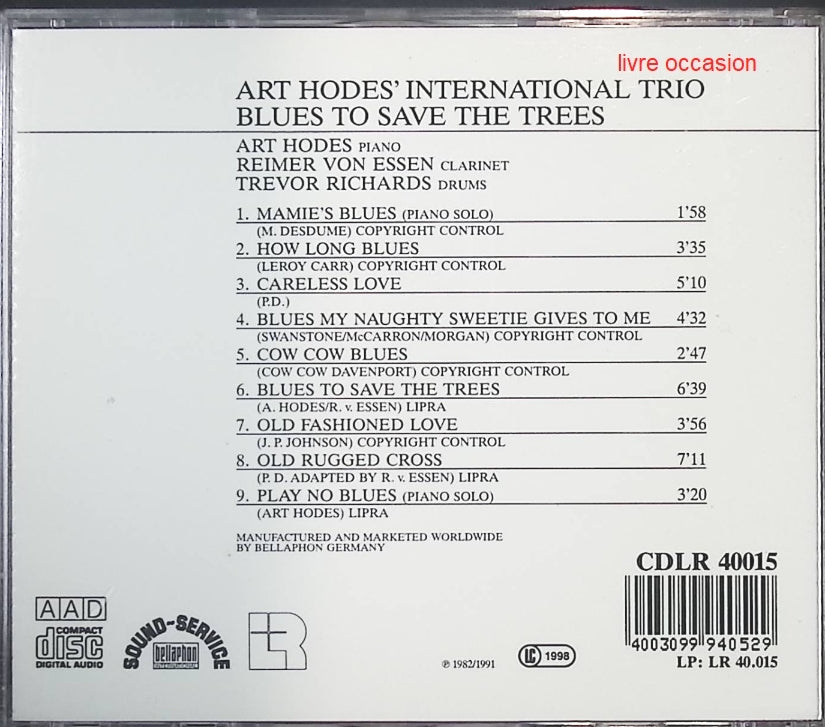 livre occasion
ART HODES' INTERNATIONAL TRIO
BLUES TO SAVE THE TREES
ART HODES PIANO
REIMER VON ESSEN CLARINET
TREVOR RICHARDS DRUMS
1. MAMIE'S BLUES (PIANO SOLO) 1'58
(M. DESDUME) COPYRIGHT CONTROL
2. HOW LONG BLUES 3'35
(LEROY CARR) COPYRIGHT CONTROL
3. CARELESS LOVE 5'10
(P.D.)
4. BLUES MY NAUGHTY SWEETIE GIVES TO ME 4'32
(SWANSTONE/McCARRON/MORGAN) COPYRIGHT CONTROL
5. COW COW BLUES 2'47
(COW COW DAVENPORT) COPYRIGHT CONTROL
6. BLUES TO SAVE THE TREES 6'39
(A. HODES/R. v. ESSEN) LIPRA
7. OLD FASHIONED LOVE 3'56
(J. P. JOHNSON) COPYRIGHT CONTROL
8. OLD RUGGED CROSS 7'11
(P. D. ADAPTED BY R. v. ESSEN) LIPRA
9. PLAY NO BLUES (PIANO SOLO) 3'20
(ART HODES) LIPRA
MANUFACTURED AND MARKETED WORLDWIDE
BY BELLAPHON GERMANY
CDLR 40015
4003099 940529
LP: LR 40.015
AAD
COMPACT
disc
DIGITAL AUDIO
SOUND-SERVICE
bellaphon
LR
℗ 1982/1991
LC 1998